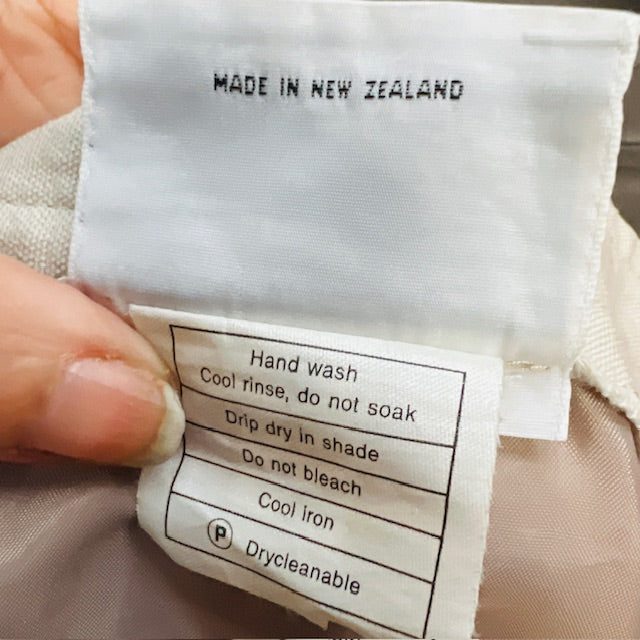 MADE IN NEW ZEALAND
Hand wash
Cool rinse, do not soak
Drip dry in shade
Do not bleach
Cool iron
P Drycleanable